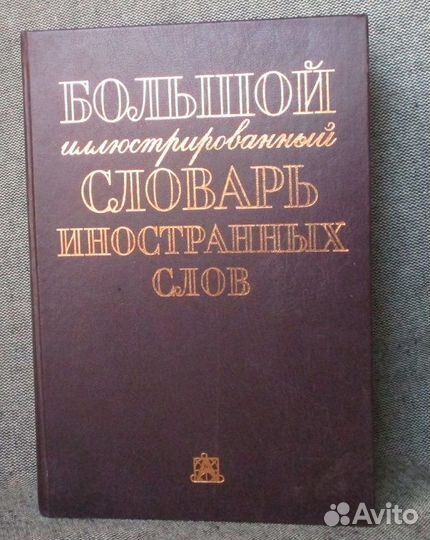 БОЛЬШОЙ
иллюстрированный
СЛОВАРЬ
ИНОСТРАННЫХ
СЛОВ
А
Avito